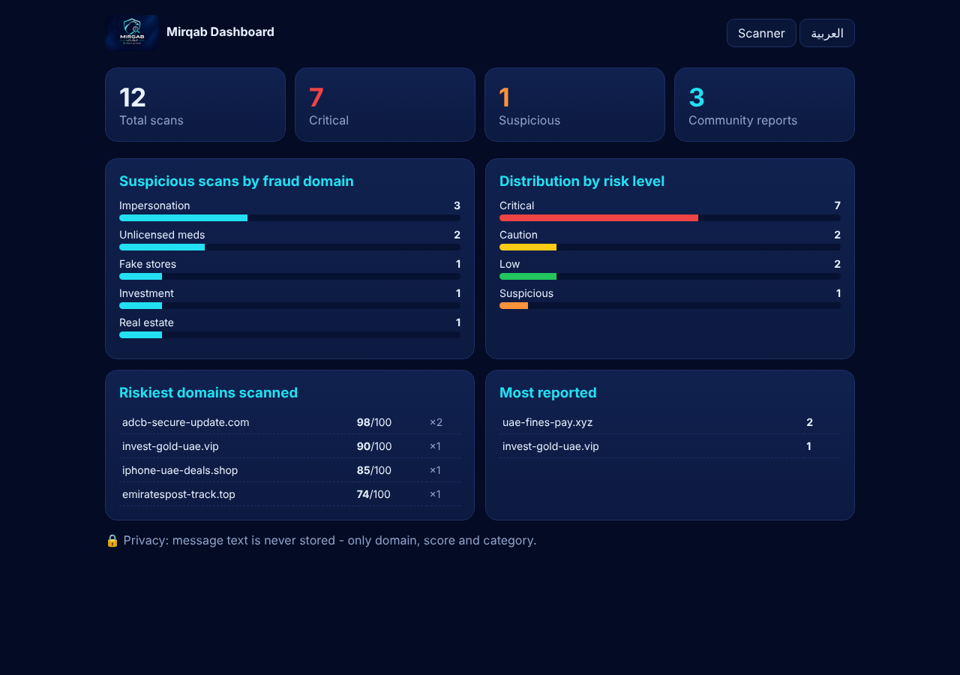 MIRQAB
Mirqab Dashboard
Scanner
العربية
12
Total scans
7
Critical
1
Suspicious
3
Community reports
Suspicious scans by fraud domain
Impersonation 3
Unlicensed meds 2
Fake stores 1
Investment 1
Real estate 1
Distribution by risk level
Critical 7
Caution 2
Low 2
Suspicious 1
Riskiest domains scanned
adcb-secure-update.com 98/100 ×2
invest-gold-uae.vip 90/100 ×1
iphone-uae-deals.shop 85/100 ×1
emiratespost-track.top 74/100 ×1
Most reported
uae-fines-pay.xyz 2
invest-gold-uae.vip 1
🔒 Privacy: message text is never stored - only domain, score and category.